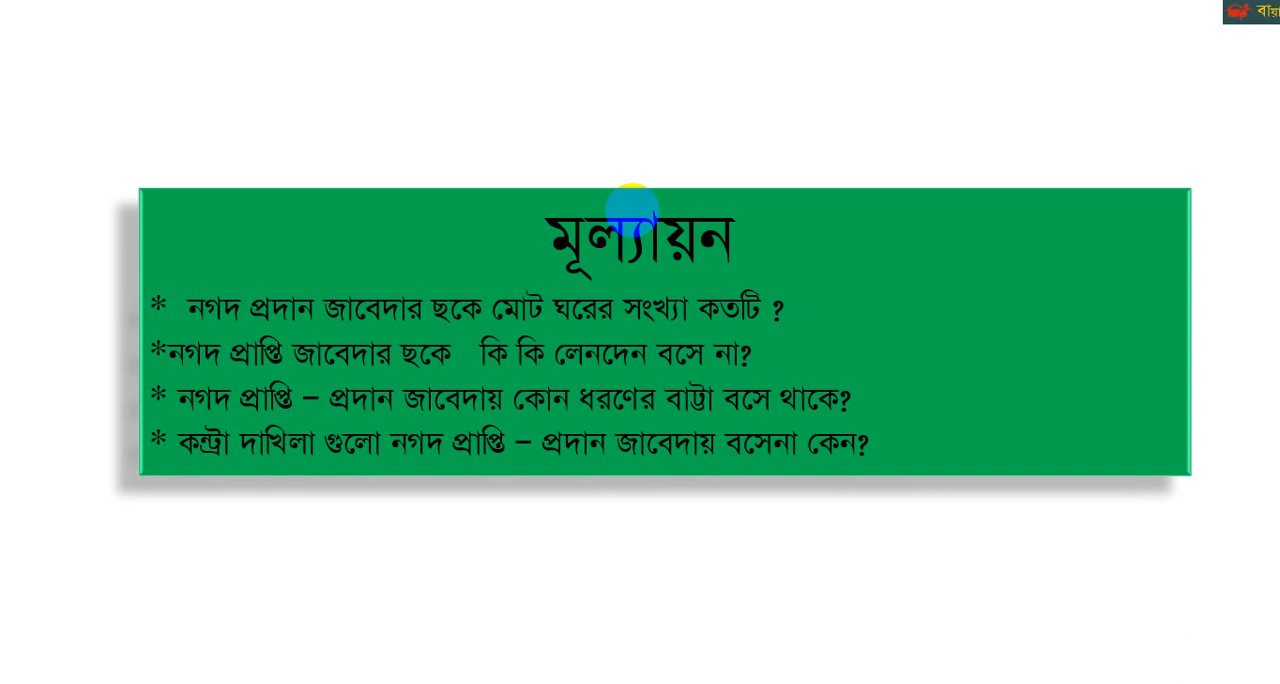 মূল্যায়ন
* নগদ প্রদান জাবেদার ছকে মোট ঘরের সংখ্যা কতটি ?
*নগদ প্রাপ্তি জাবেদার ছকে কি কি লেনদেন বসে না?
* নগদ প্রাপ্তি – প্রদান জাবেদায় কোন ধরণের বাট্টা বসে থাকে?
* কন্ট্রা দাখিলা গুলো নগদ প্রাপ্তি – প্রদান জাবেদায় বসেনা কেন?